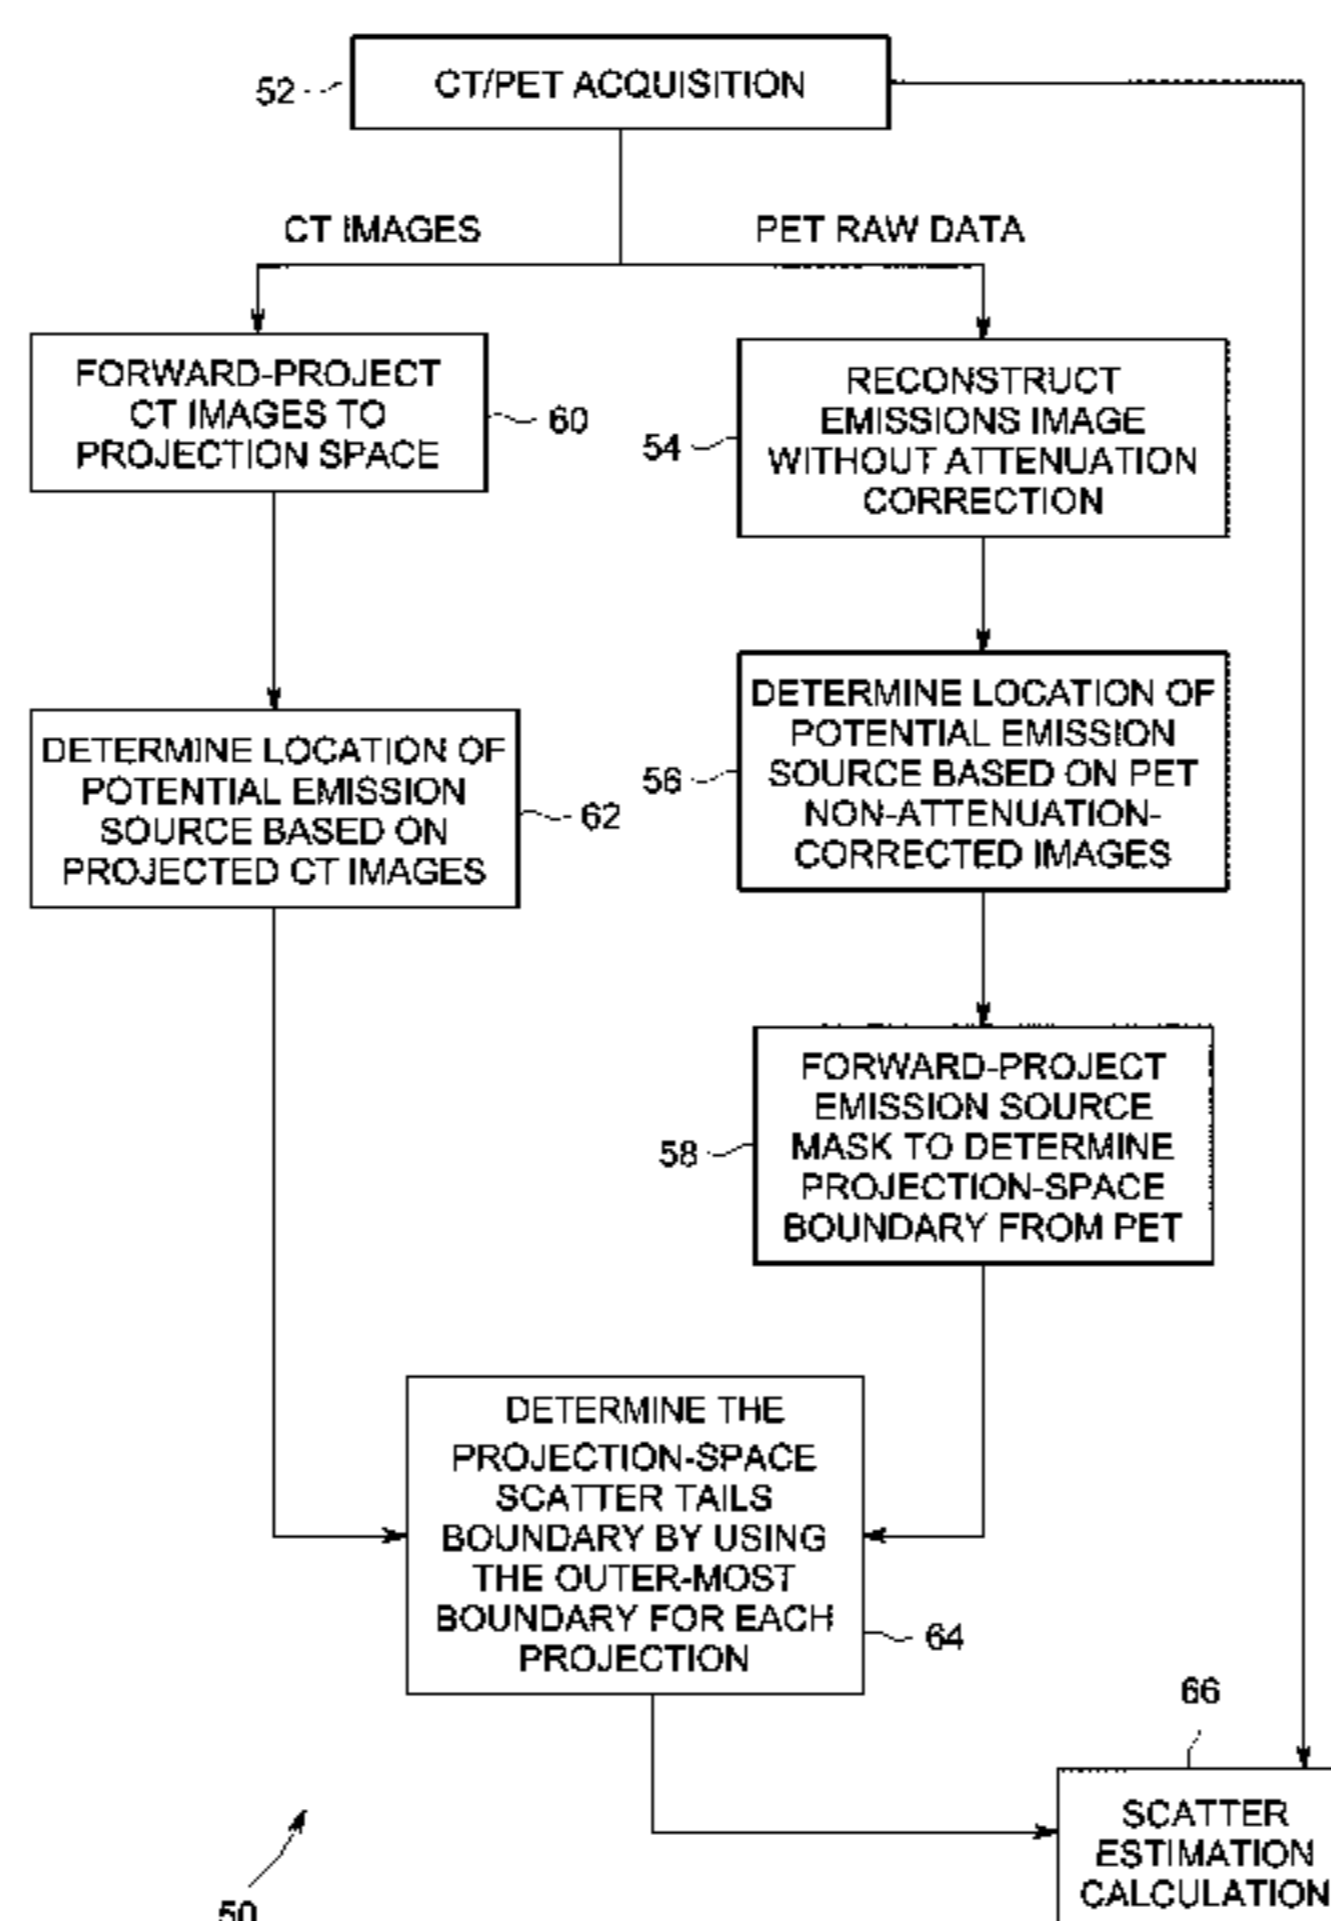 52
CT/PET ACQUISITION
CT IMAGES
PET RAW DATA
FORWARD-PROJECT
CT IMAGES TO
PROJECTION SPACE
60
54
RECONSTRUCT
EMISSIONS IMAGE
WITHOUT ATTENUATION
CORRECTION
DETERMINE LOCATION OF
POTENTIAL EMISSION
SOURCE BASED ON
PROJECTED CT IMAGES
62
56
DETERMINE LOCATION OF
POTENTIAL EMISSION
SOURCE BASED ON PET
NON-ATTENUATION-
CORRECTED IMAGES
58
FORWARD-PROJECT
EMISSION SOURCE
MASK TO DETERMINE
PROJECTION-SPACE
BOUNDARY FROM PET
DETERMINE THE
PROJECTION-SPACE
SCATTER TAILS
BOUNDARY BY USING
THE OUTER-MOST
BOUNDARY FOR EACH
PROJECTION
64
66
SCATTER
ESTIMATION
CALCULATION
50